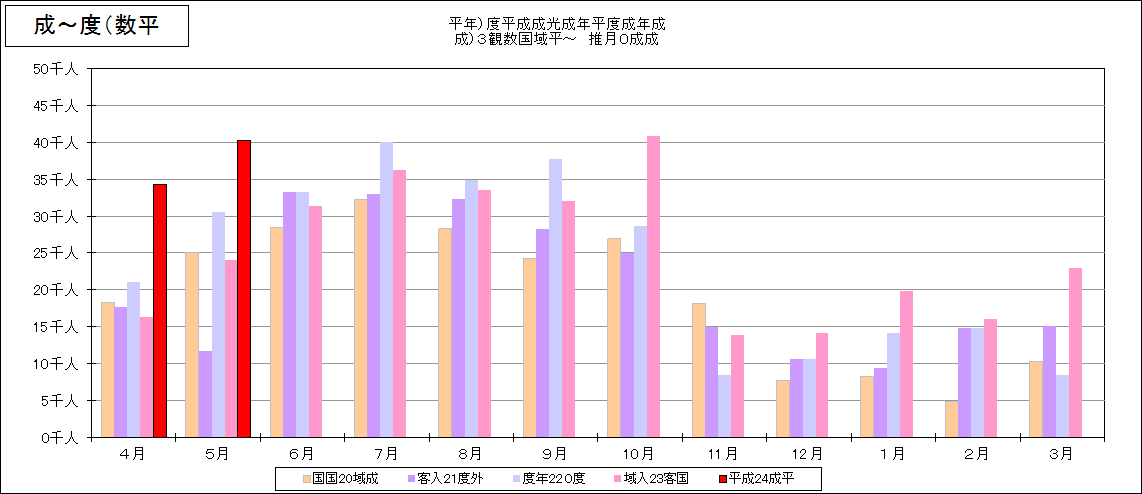 成～度(数平
平年)度平成成光成年平度成年成
成)３観数国域平～　推月０成成
50千人
45千人
40千人
35千人
30千人
25千人
20千人
15千人
10千人
5千人
0千人
４月 ５月 ６月 ７月 ８月 ９月 10月 11月 12月 １月 ２月 ３月
国国20域成 客入21度外 度年220度 域入23客国 平成24成平